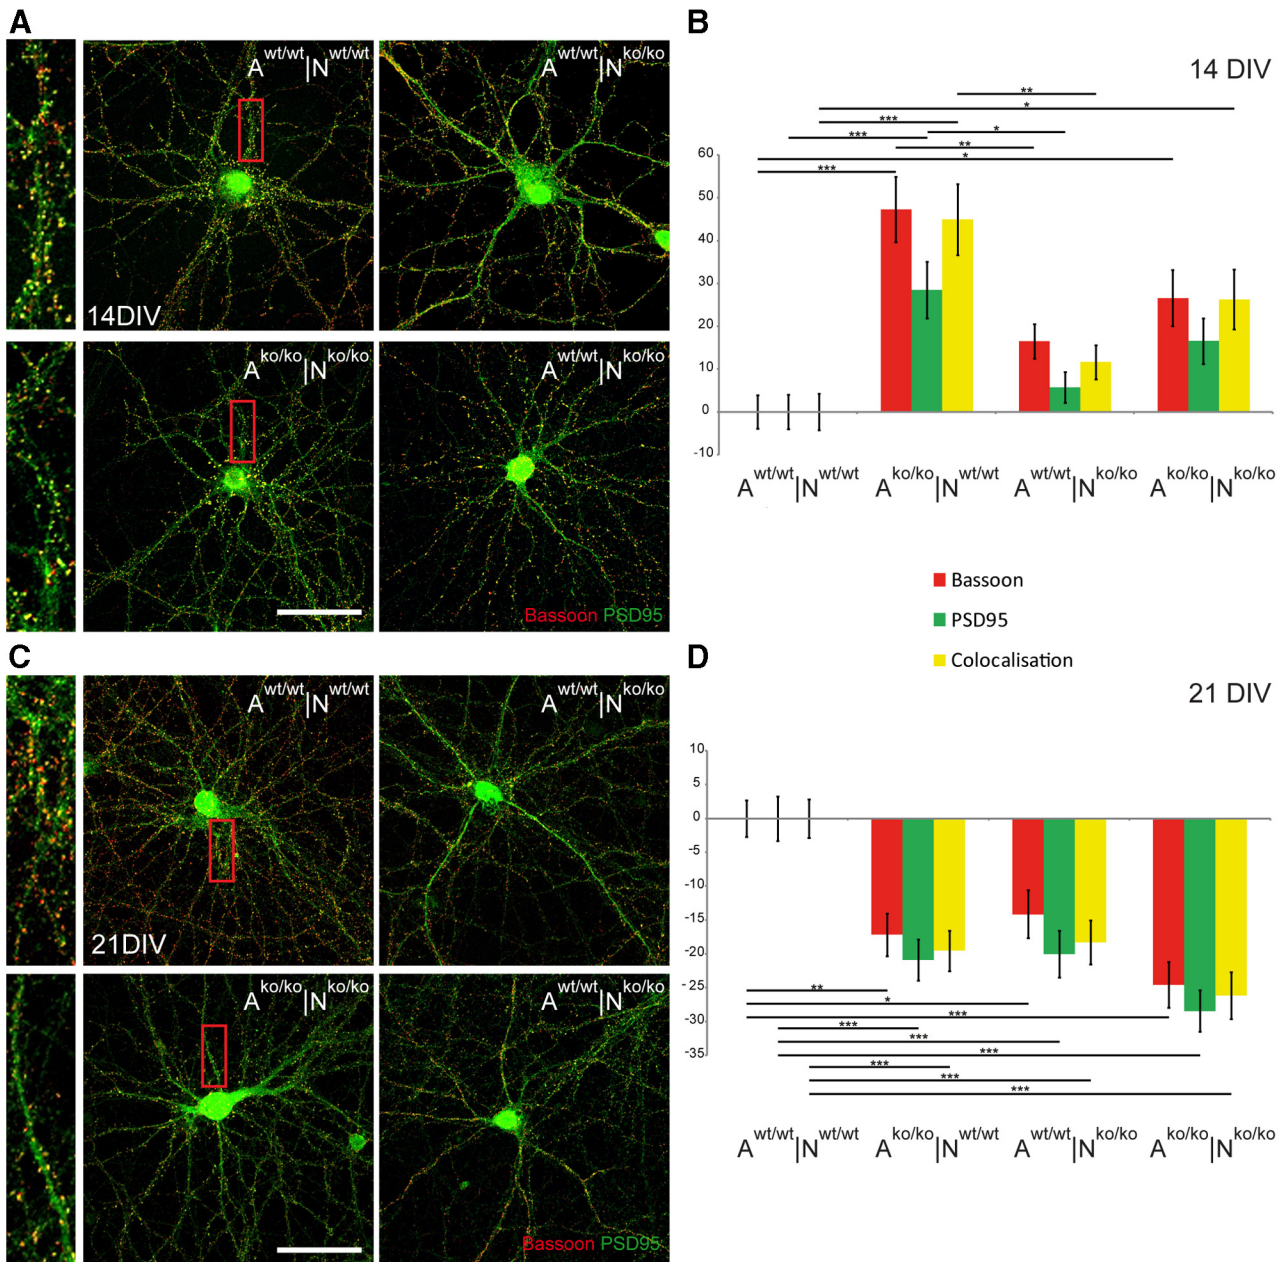 A
A wt/wt|N wt/wt
A wt/wt|N ko/ko
14DIV
A ko/ko|N ko/ko
A wt/wt|N ko/ko
Bassoon PSD95
B
14 DIV
**
*
***
*
***
**
*
***
60
50
40
30
20
10
0
-10
A wt/wt|N wt/wt
A ko/ko|N wt/wt
A wt/wt|N ko/ko
A ko/ko|N ko/ko
Bassoon
PSD95
Colocalisation
C
A wt/wt|N wt/wt
A wt/wt|N ko/ko
21DIV
A ko/ko|N ko/ko
A wt/wt|N ko/ko
Bassoon PSD95
D
21 DIV
10
5
0
-5
-10
-15
-20
-25
-30
-35
**
*
***
***
***
***
***
***
***
A wt/wt|N wt/wt
A ko/ko|N wt/wt
A wt/wt|N ko/ko
A ko/ko|N ko/ko